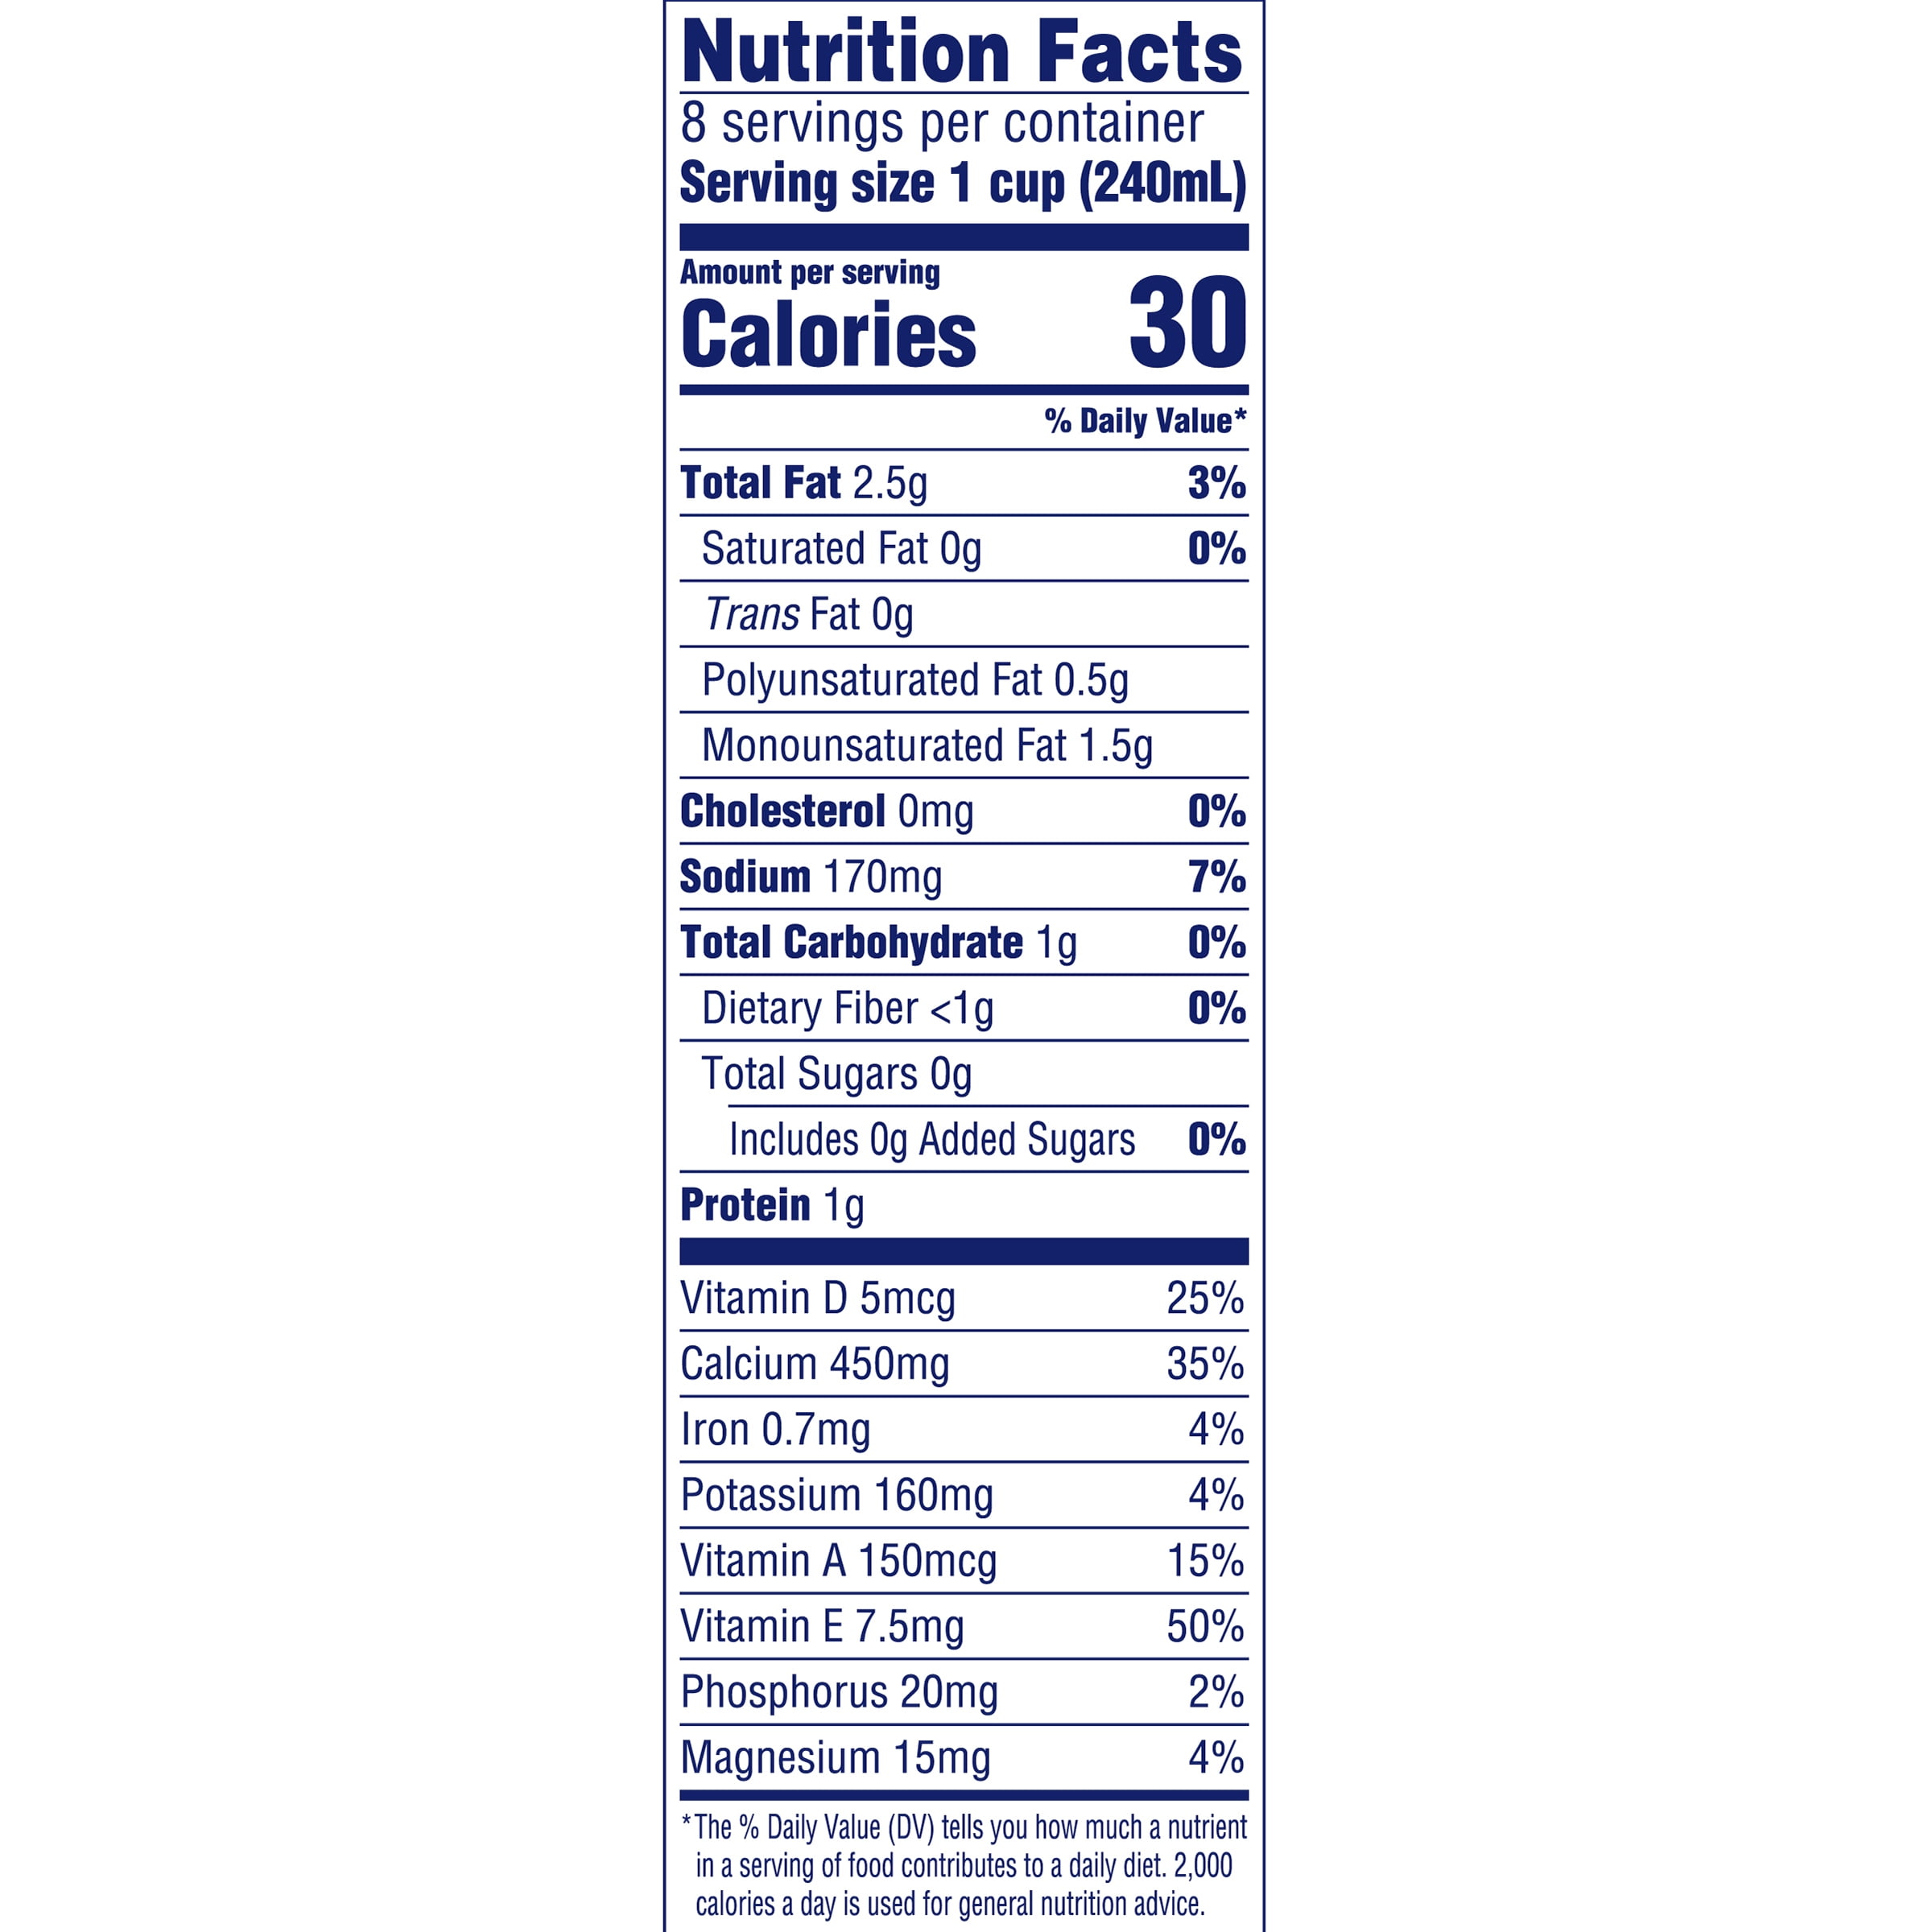 Nutrition Facts
8 servings per container
Serving size 1 cup (240mL)
Amount per serving
Calories 30
% Daily Value*
Total Fat 2.5g 3%
Saturated Fat 0g 0%
Trans Fat 0g
Polyunsaturated Fat 0.5g
Monounsaturated Fat 1.5g
Cholesterol 0mg 0%
Sodium 170mg 7%
Total Carbohydrate 1g 0%
Dietary Fiber <1g 0%
Total Sugars 0g
Includes 0g Added Sugars 0%
Protein 1g
Vitamin D 5mcg 25%
Calcium 450mg 35%
Iron 0.7mg 4%
Potassium 160mg 4%
Vitamin A 150mcg 15%
Vitamin E 7.5mg 50%
Phosphorus 20mg 2%
Magnesium 15mg 4%
*The % Daily Value (DV) tells you how much a nutrient
in a serving of food contributes to a daily diet. 2,000
calories a day is used for general nutrition advice.